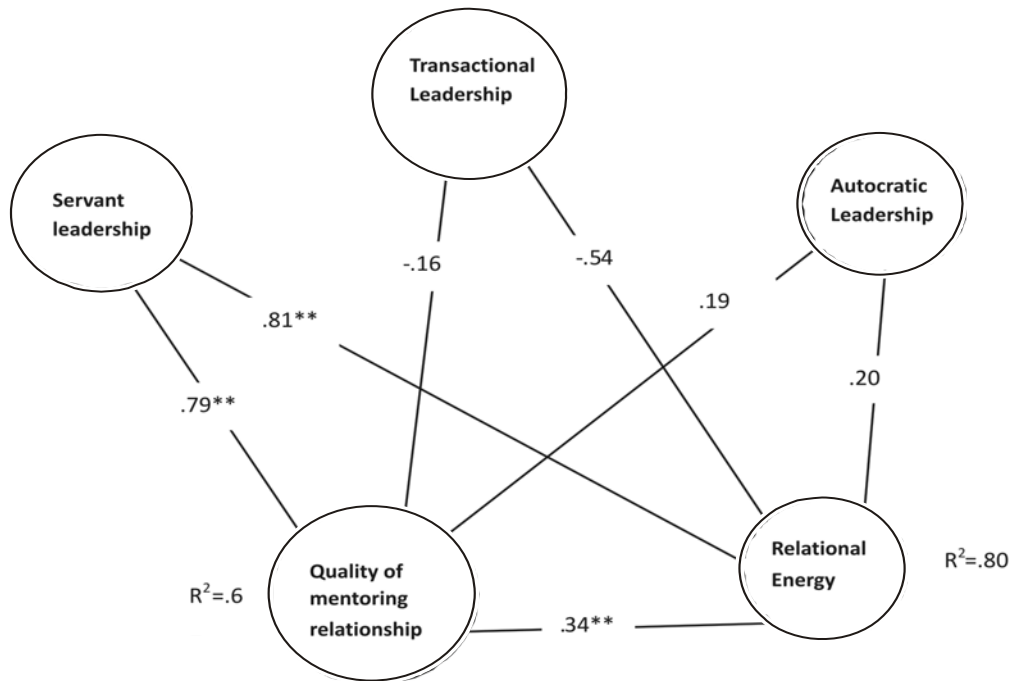 Transactional
Leadership
Servant
leadership
Autocratic
Leadership
-.16
-.54
.19
.81**
.79**
.20
Quality of
mentoring
relationship
R²=.6
Relational
Energy
R²=.80
.34**